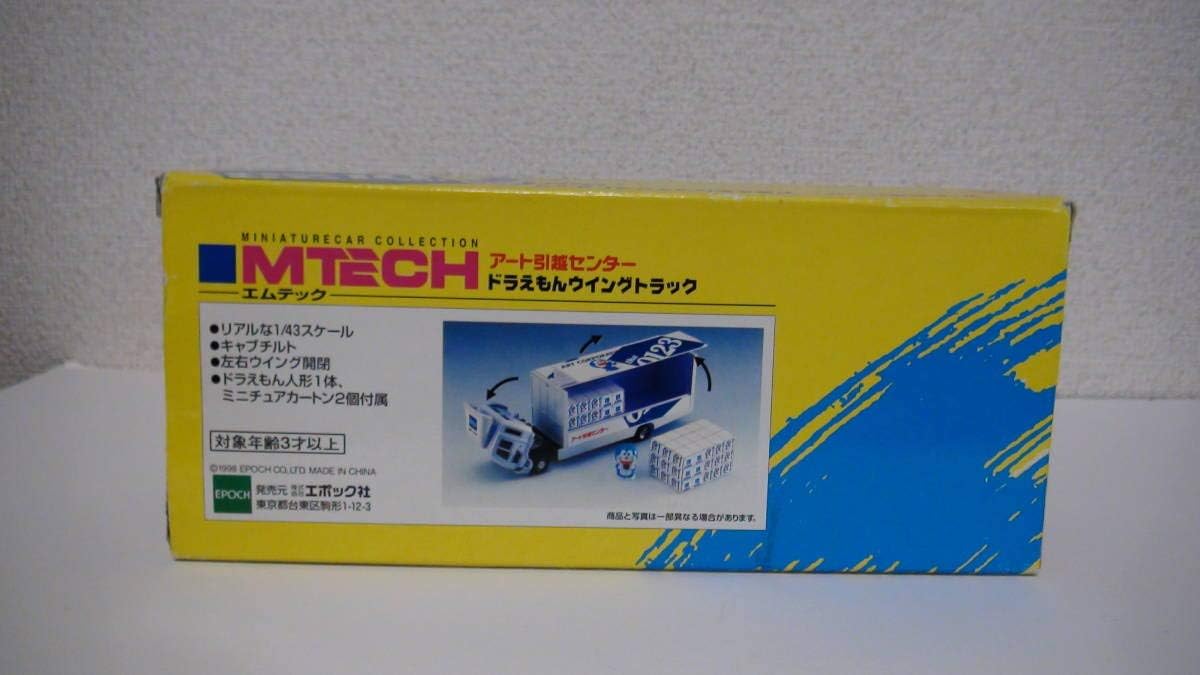 MINIATURECAR COLLECTION
MTECH
エムテック
アート引越センター
ドラえもんウイングトラック
●リアルな1/43スケール
●キャブチルト
●左右ウイング開閉
●ドラえもん人形1体、
ミニチュアカートン2個付属
対象年齢3才以上
©1998 EPOCH CO.,LTD. MADE IN CHINA
EPOCH
発売元 株式会社 エポック社
東京都台東区駒形1-12-3
0123
アート引越センター
商品と写真は一部異なる場合があります。